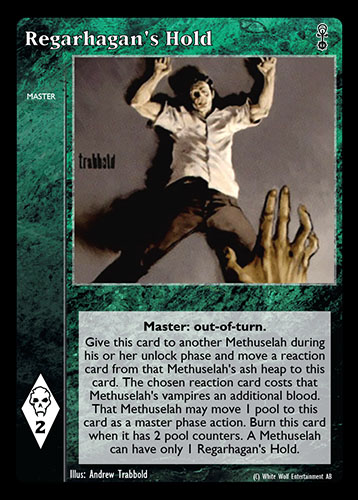 Regarhagan's Hold
MASTER
trabbold
Master: out-of-turn.
Give this card to another Methuselah during
his or her unlock phase and move a reaction
card from that Methuselah's ash heap to this
card. The chosen reaction card costs that
Methuselah's vampires an additional blood.
That Methuselah may move 1 pool to this
card as a master phase action. Burn this card
when it has 2 pool counters. A Methuselah
can have only 1 Regarhagan's Hold.
2
Illus: Andrew Trabbold
(C) White Wolf Entertainment AB